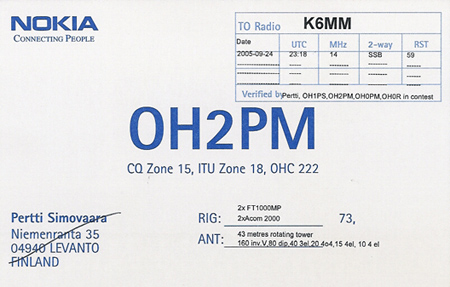 NOKIA
CONNECTING PEOPLE
TO Radio K6MM
Date UTC MHz 2-way RST
2005-09-24 23:18 14 SSB 59
Verified by Pertti, OH1PS,OH2PM,OH0PM,OH0R in contest
OH2PM
CQ Zone 15, ITU Zone 18, OHC 222
Pertti Simovaara
Niemenranta 35
04940 LEVANTO
FINLAND
RIG: 2x FT1000MP
2xAcom 2000
73,
ANT: 43 metres rotating tower
160 inv.V,80 dip,40 3el,20 4o4,15 4el, 10 4 el